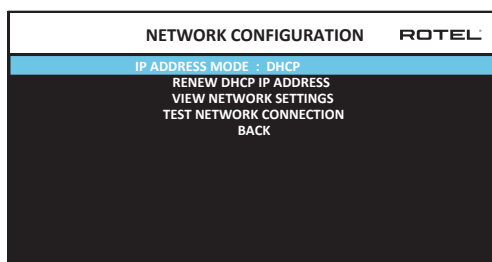 NETWORK CONFIGURATION ROTEL
IP ADDRESS MODE : DHCP
RENEW DHCP IP ADDRESS
VIEW NETWORK SETTINGS
TEST NETWORK CONNECTION
BACK